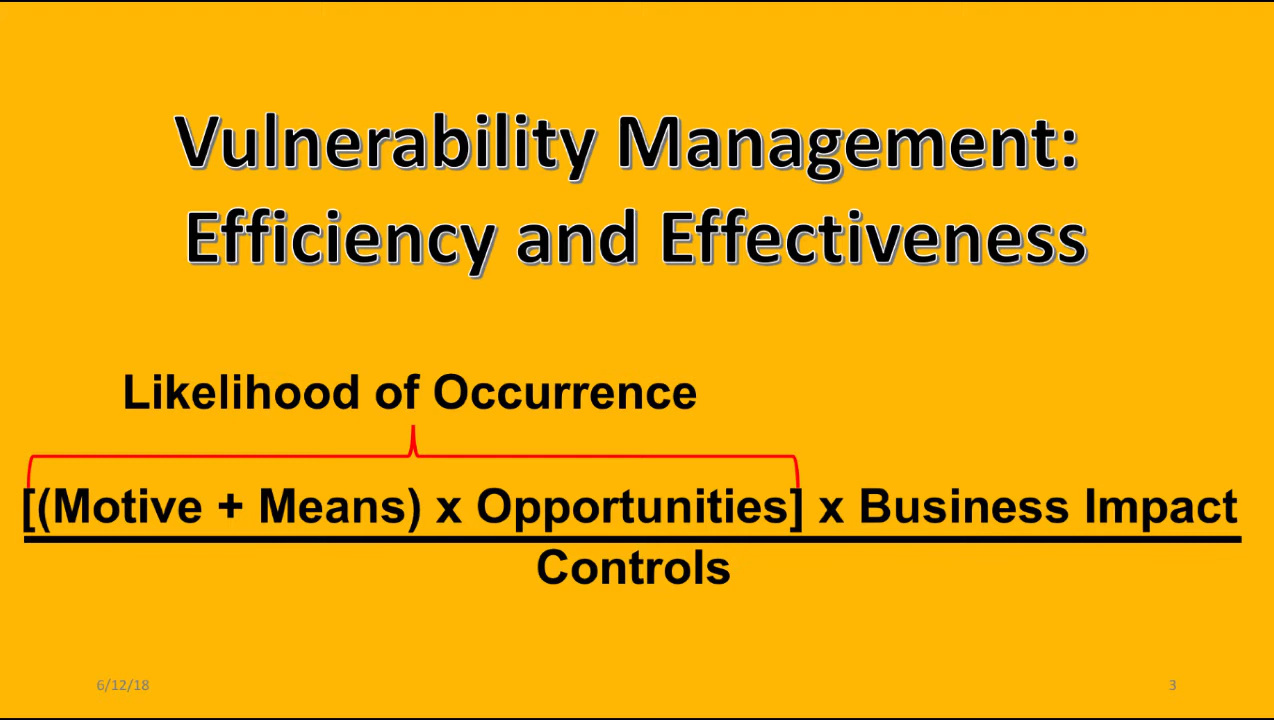 Vulnerability Management:
Efficiency and Effectiveness
Likelihood of Occurrence
[(Motive + Means) x Opportunities] x Business Impact
Controls
6/12/18
3